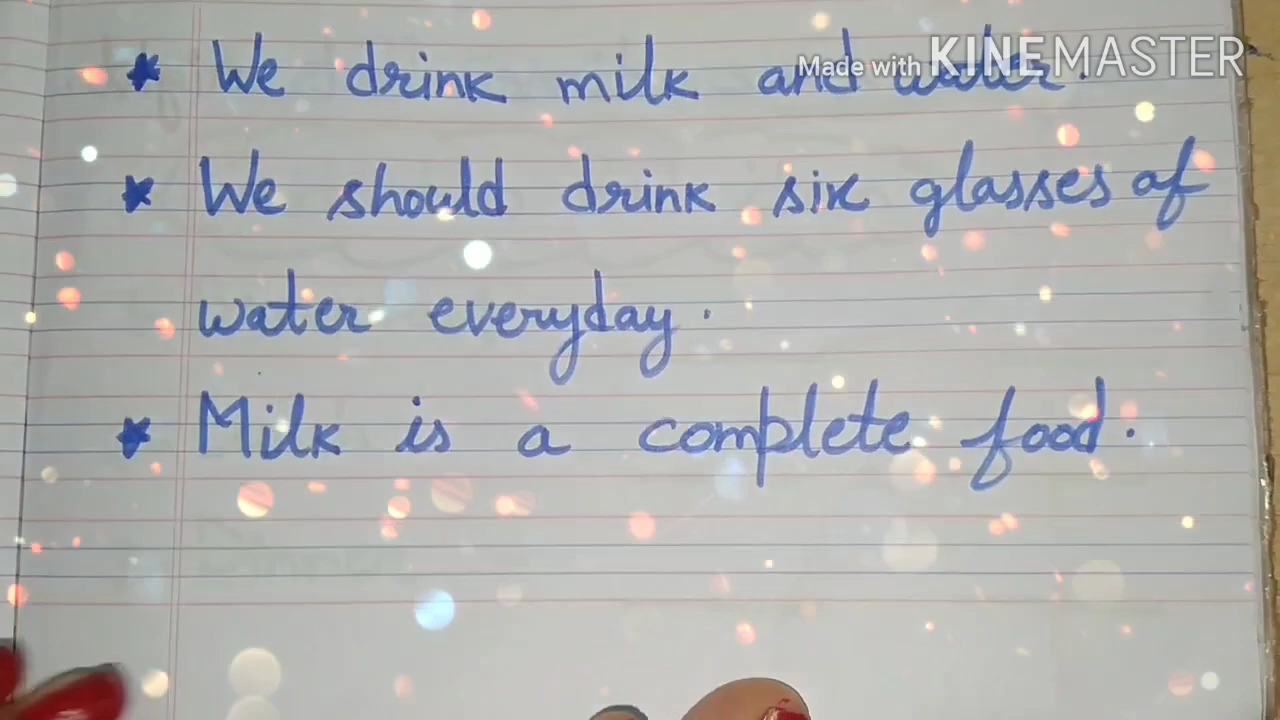 Made with KINEMASTER
* We drink milk and water.
* We should drink six glasses of
water everyday.
* Milk is a complete food.